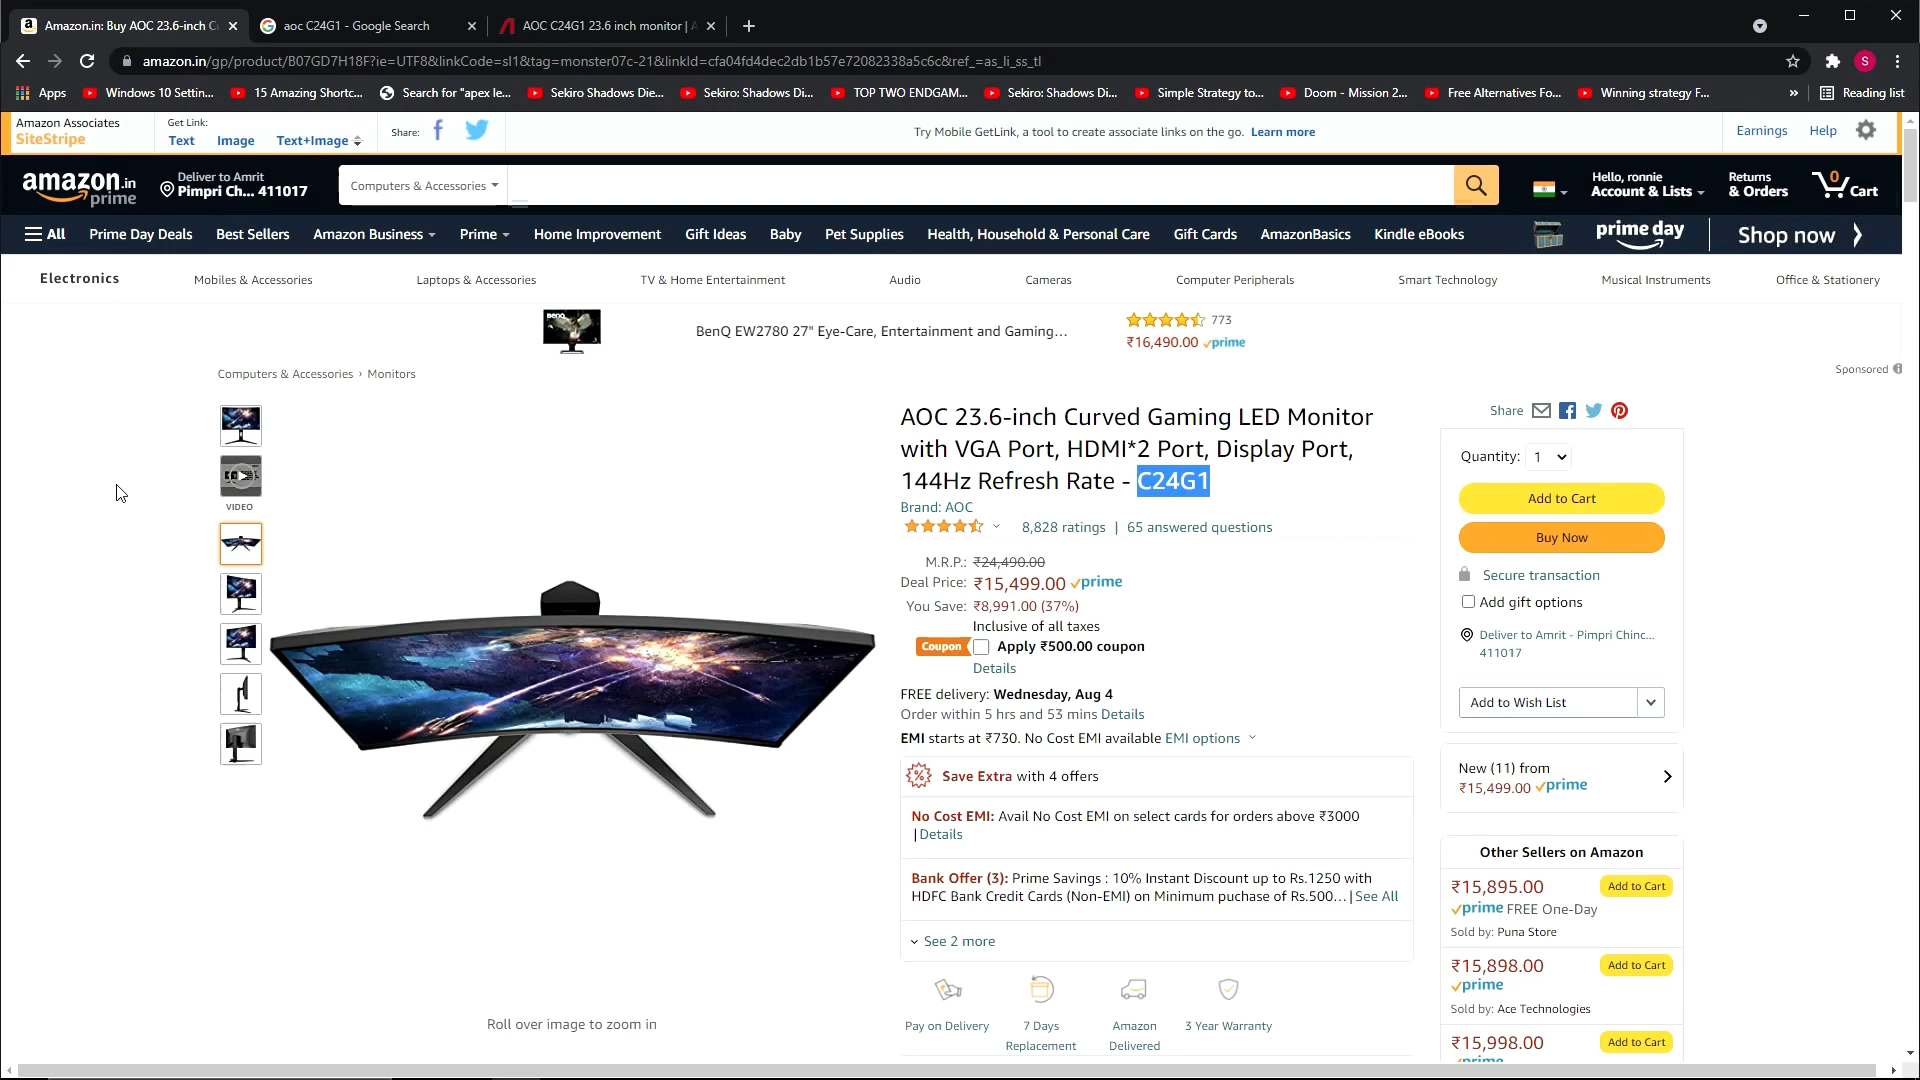 Amazon.in: Buy AOC 23.6-inch C
aoc C24G1 - Google Search
AOC C24G1 23.6 inch monitor |
amazon.in/gp/product/B07GD7H18F?ie=UTF8&linkCode=sl1&tag=monster07c-21&linkId=cfa04fd4dec2db1b57e72082338a5c6c&ref_=as_li_ss_tl
S
Apps
Windows 10 Settin...
15 Amazing Shortc...
Search for "apex le...
Sekiro Shadows Die...
Sekiro: Shadows Di...
TOP TWO ENDGAM...
Sekiro: Shadows Di...
Simple Strategy to...
Doom - Mission 2...
Free Alternatives Fo...
Winning strategy F...
»
Reading list
Amazon Associates
SiteStripe
Get Link:
Text
Image
Text+Image
Share:
Try Mobile GetLink, a tool to create associate links on the go. Learn more
Earnings
Help
amazon.in
prime
Deliver to Amrit
Pimpri Ch... 411017
Computers & Accessories
Hello, ronnie
Account & Lists
Returns
& Orders
0
Cart
All
Prime Day Deals
Best Sellers
Amazon Business
Prime
Home Improvement
Gift Ideas
Baby
Pet Supplies
Health, Household & Personal Care
Gift Cards
AmazonBasics
Kindle eBooks
prime day
Shop now
Electronics
Mobiles & Accessories
Laptops & Accessories
TV & Home Entertainment
Audio
Cameras
Computer Peripherals
Smart Technology
Musical Instruments
Office & Stationery
BenQ
BenQ EW2780 27" Eye-Care, Entertainment and Gaming...
773
₹16,490.00 prime
Sponsored
Computers & Accessories › Monitors
VIDEO
Roll over image to zoom in
AOC 23.6-inch Curved Gaming LED Monitor
with VGA Port, HDMI*2 Port, Display Port,
144Hz Refresh Rate - C24G1
Brand: AOC
8,828 ratings | 65 answered questions
M.R.P.: ₹24,490.00
Deal Price: ₹15,499.00 prime
You Save: ₹8,991.00 (37%)
Inclusive of all taxes
Coupon Apply ₹500.00 coupon
Details
FREE delivery: Wednesday, Aug 4
Order within 5 hrs and 53 mins Details
EMI starts at ₹730. No Cost EMI available EMI options
Save Extra with 4 offers
No Cost EMI: Avail No Cost EMI on select cards for orders above ₹3000
|Details
Bank Offer (3): Prime Savings : 10% Instant Discount up to Rs.1250 with
HDFC Bank Credit Cards (Non-EMI) on Minimum puchase of Rs.500... | See All
See 2 more
Pay on Delivery
7 Days
Replacement
Amazon
Delivered
3 Year Warranty
Share
Quantity: 1
Add to Cart
Buy Now
Secure transaction
Add gift options
Deliver to Amrit - Pimpri Chinc...
411017
Add to Wish List
New (11) from
₹15,499.00 prime
Other Sellers on Amazon
₹15,895.00
Add to Cart
prime FREE One-Day
Sold by: Puna Store
₹15,898.00
Add to Cart
prime
Sold by: Ace Technologies
₹15,998.00
Add to Cart
prime